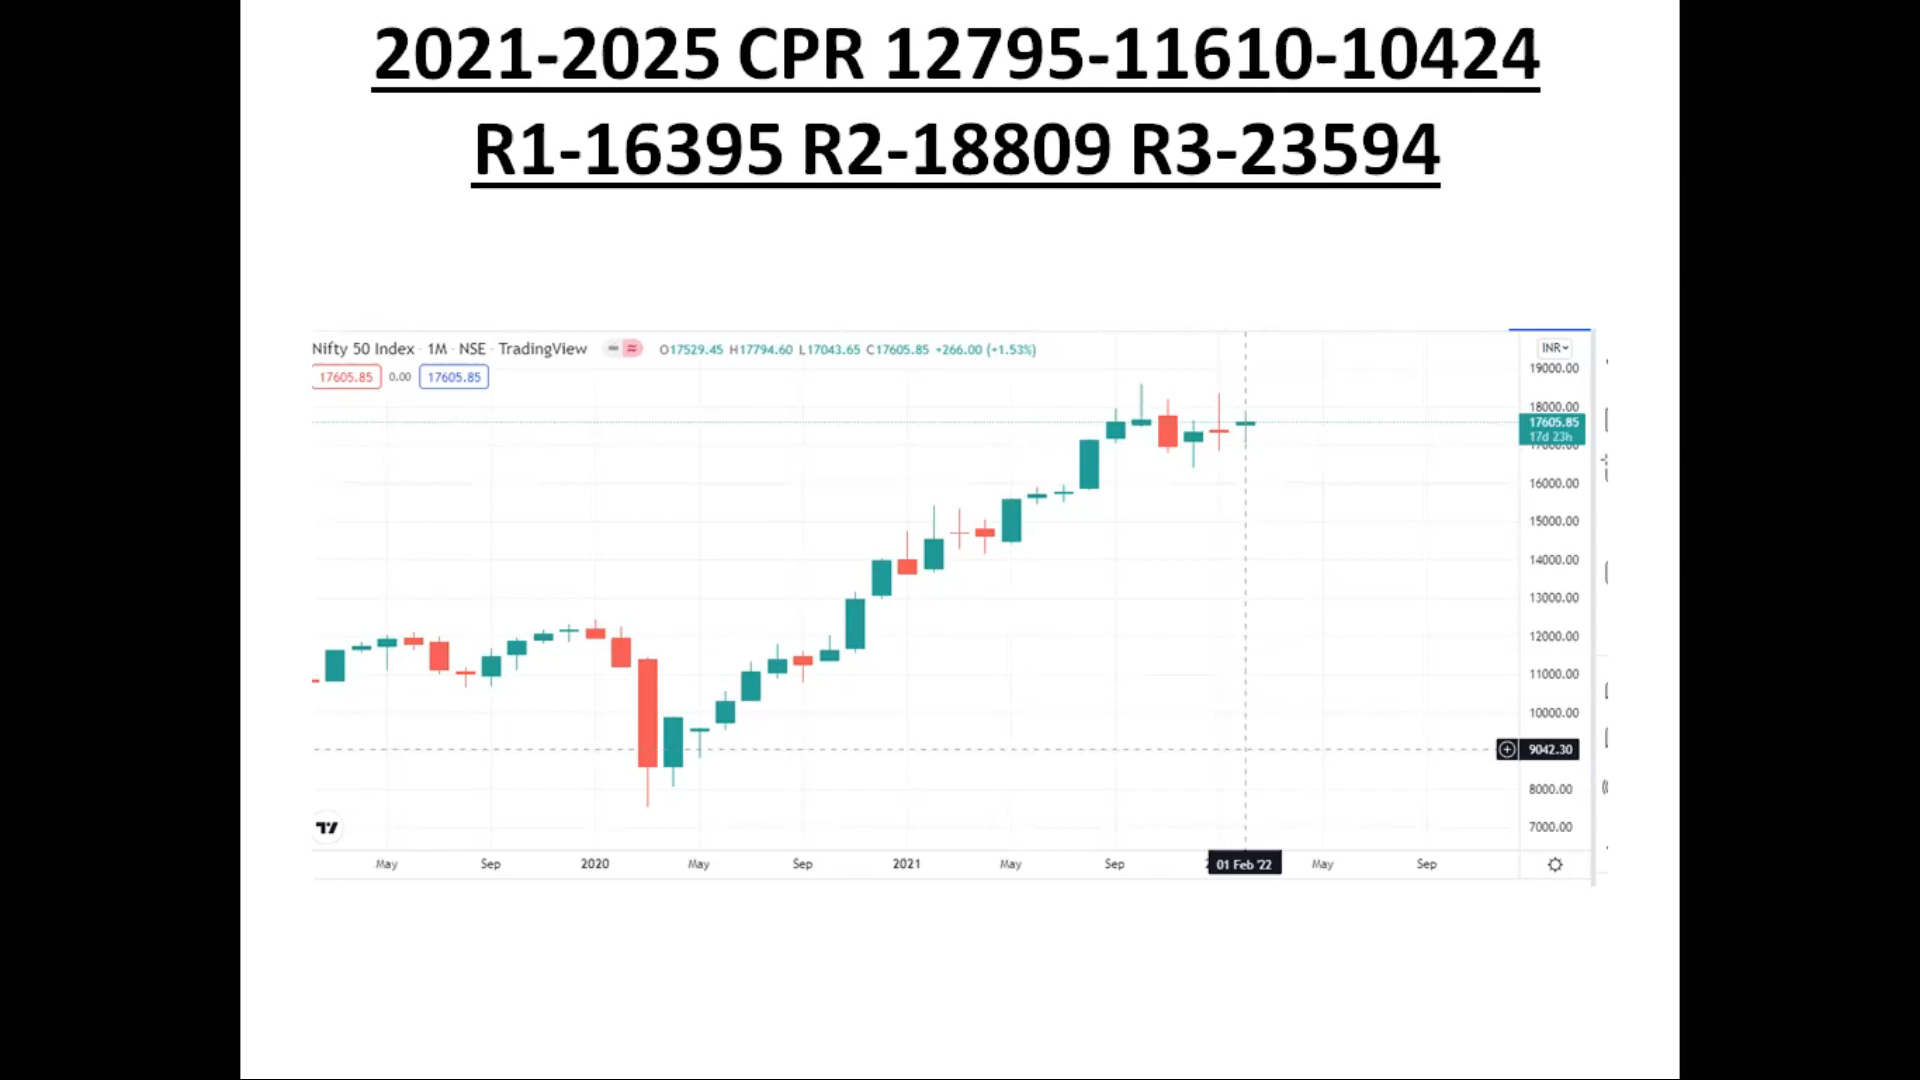 2021-2025 CPR 12795-11610-10424
R1-16395 R2-18809 R3-23594
Nifty 50 Index · 1M · NSE · TradingView O17529.45 H17794.60 L17043.65 C17605.85 +266.00 (+1.53%)
17605.85 0.00 17605.85
INR
19000.00
18000.00
17605.85
17d 23h
17000.00
16000.00
15000.00
14000.00
13000.00
12000.00
11000.00
10000.00
9042.30
8000.00
7000.00
May Sep 2020 May Sep 2021 May Sep 01 Feb '22 May Sep